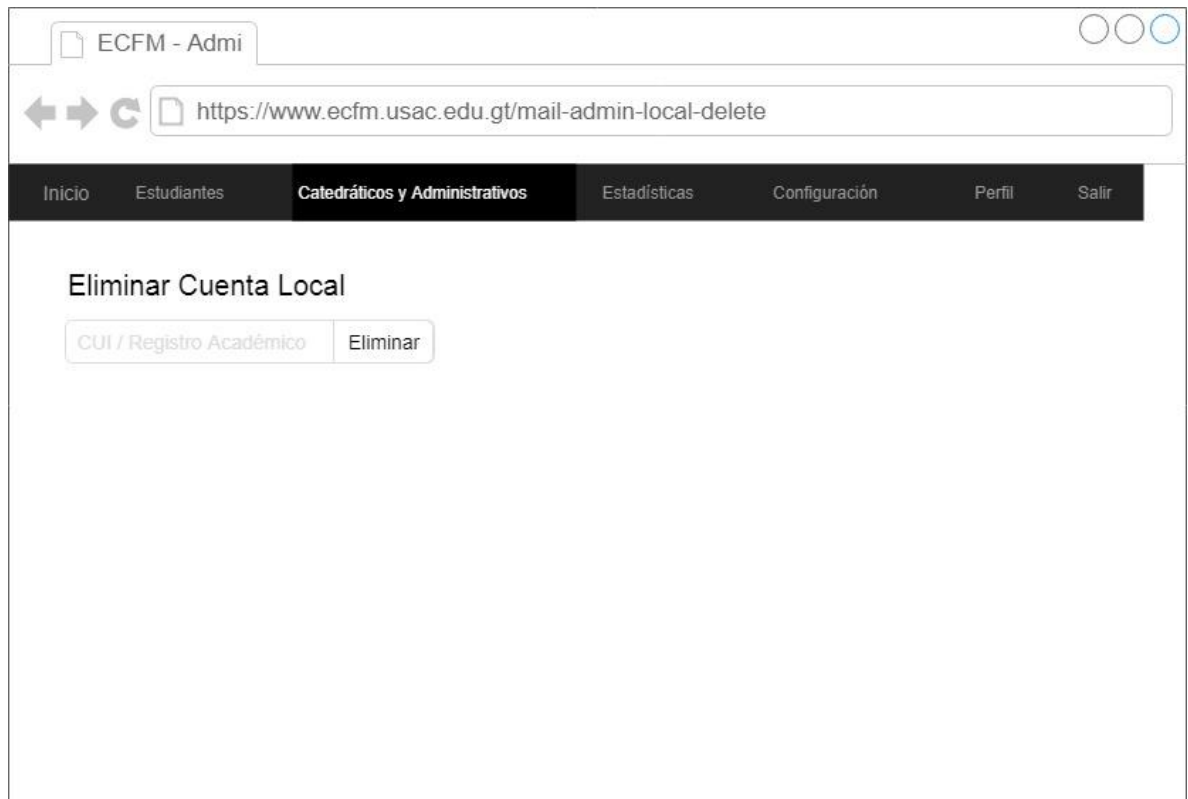 ECFM - Admi
https://www.ecfm.usac.edu.gt/mail-admin-local-delete
Inicio Estudiantes Catedráticos y Administrativos Estadísticas Configuración Perfil Salir
Eliminar Cuenta Local
CUI / Registro Académico Eliminar